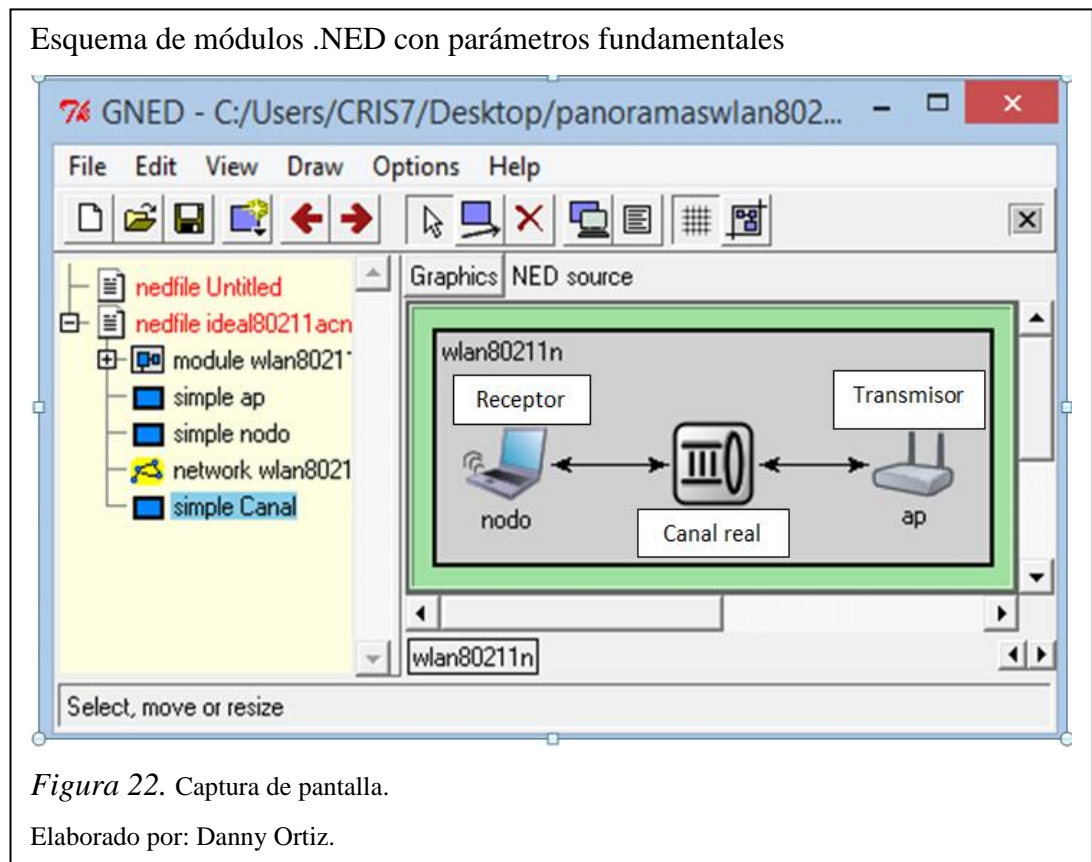 Esquema de módulos .NED con parámetros fundamentales
GNED - C:/Users/CRIS7/Desktop/panoramaswlan802...
File Edit View Draw Options Help
nedfile Untitled
nedfile ideal80211acn
module wlan80211
simple ap
simple nodo
network wlan8021
simple Canal
Graphics NED source
wlan80211n
Receptor
Transmisor
nodo
Canal real
ap
wlan80211n
Select, move or resize
Figura 22. Captura de pantalla.
Elaborado por: Danny Ortiz.